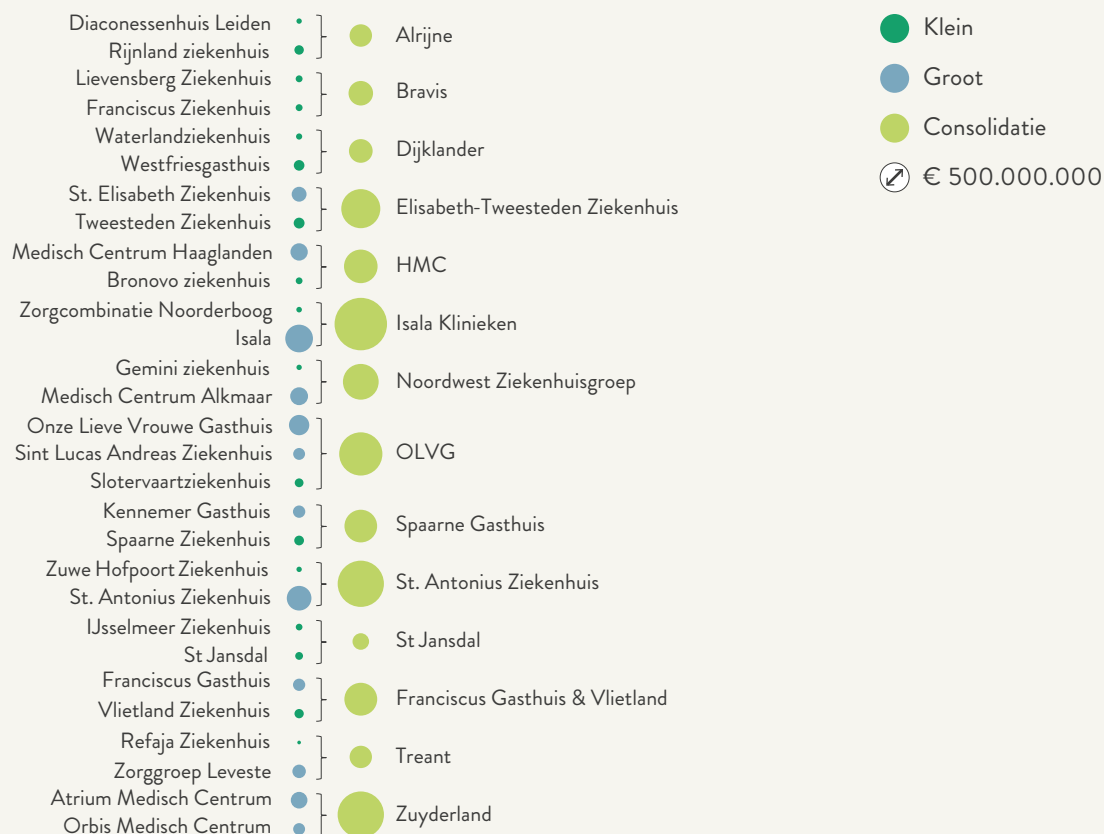 Diaconessenhuis Leiden
Rijnland ziekenhuis
Alrijne
Lievensberg Ziekenhuis
Franciscus Ziekenhuis
Bravis
Waterlandziekenhuis
Westfriesgasthuis
Dijklander
St. Elisabeth Ziekenhuis
Tweesteden Ziekenhuis
Elisabeth-Tweesteden Ziekenhuis
Medisch Centrum Haaglanden
Bronovo ziekenhuis
HMC
Zorgcombinatie Noorderboog
Isala
Isala Klinieken
Gemini ziekenhuis
Medisch Centrum Alkmaar
Noordwest Ziekenhuisgroep
Onze Lieve Vrouwe Gasthuis
Sint Lucas Andreas Ziekenhuis
Slotervaartziekenhuis
OLVG
Kennemer Gasthuis
Spaarne Ziekenhuis
Spaarne Gasthuis
Zuwe Hofpoort Ziekenhuis
St. Antonius Ziekenhuis
St. Antonius Ziekenhuis
IJsselmeer Ziekenhuis
St Jansdal
St Jansdal
Franciscus Gasthuis
Vlietland Ziekenhuis
Franciscus Gasthuis & Vlietland
Refaja Ziekenhuis
Zorggroep Leveste
Treant
Atrium Medisch Centrum
Orbis Medisch Centrum
Zuyderland
Klein
Groot
Consolidatie
€ 500.000.000